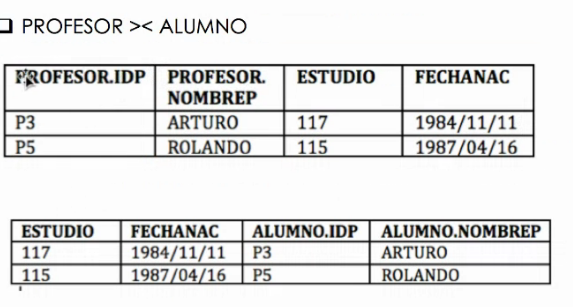 ❑ PROFESOR >< ALUMNO
PROFESOR.IDP PROFESOR. ESTUDIO FECHANAC
NOMBREP
P3 ARTURO 117 1984/11/11
P5 ROLANDO 115 1987/04/16
ESTUDIO FECHANAC ALUMNO.IDP ALUMNO.NOMBREP
117 1984/11/11 P3 ARTURO
115 1987/04/16 P5 ROLANDO